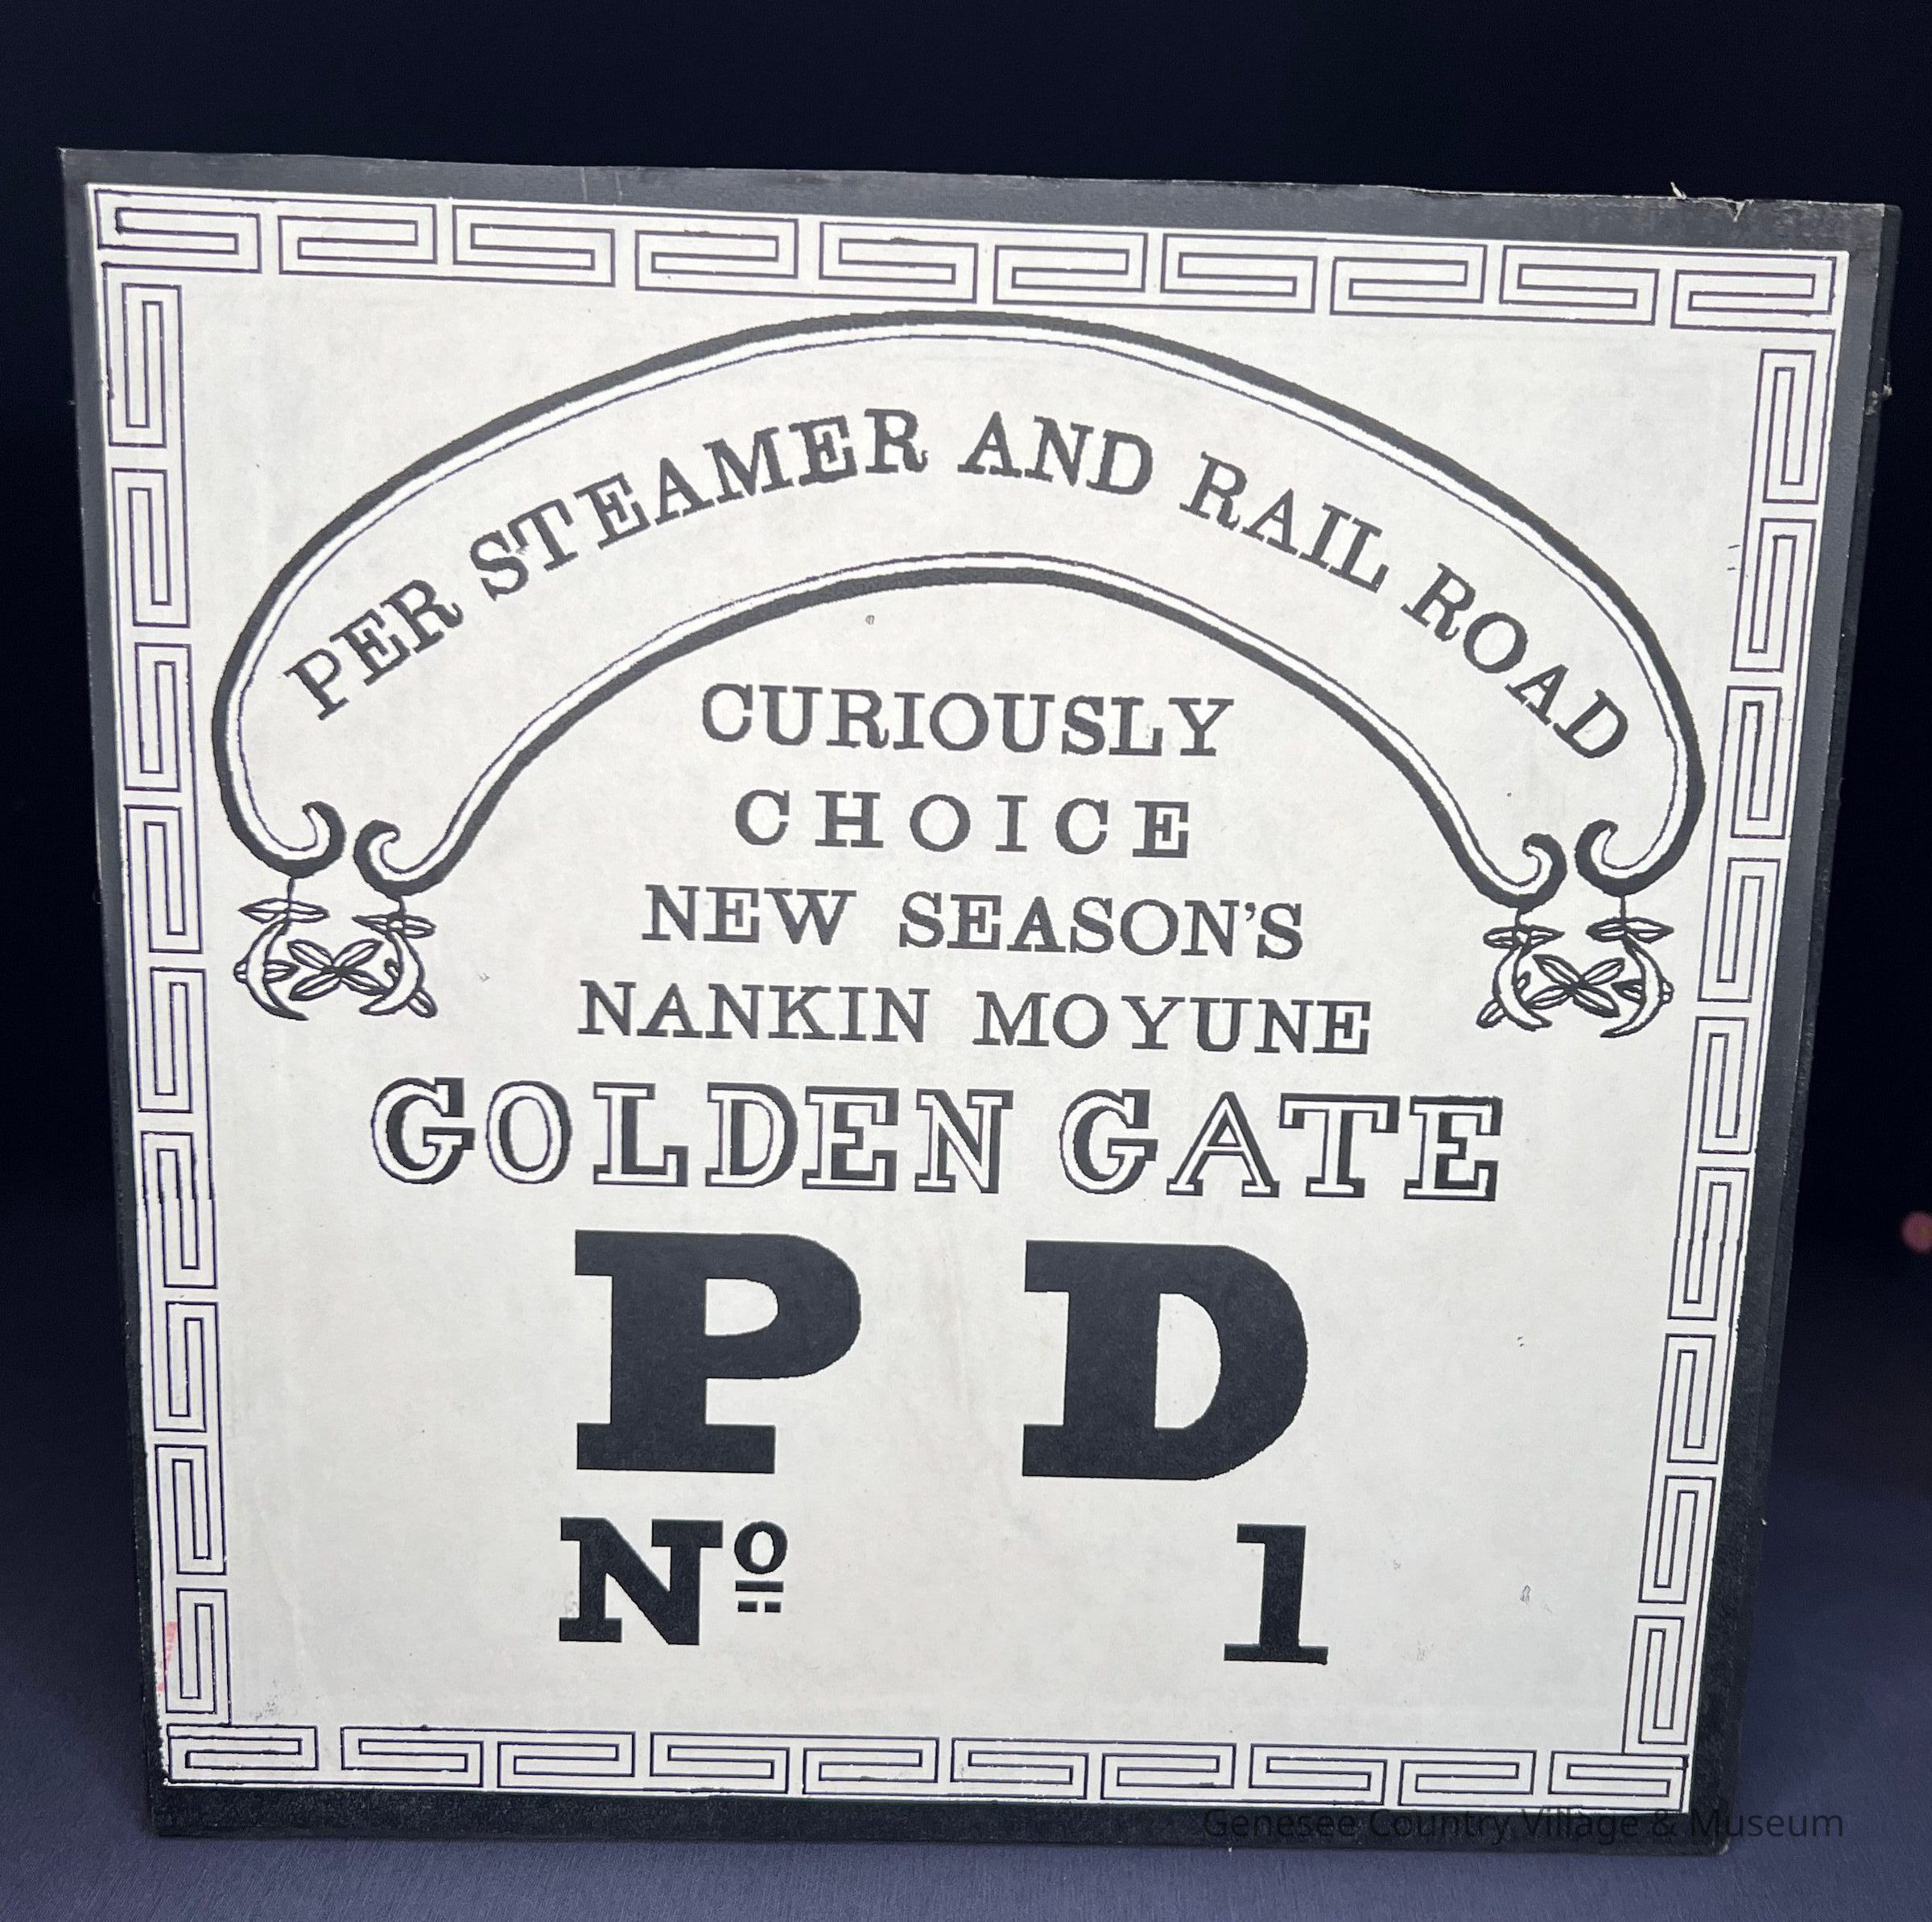 PER STEAMER AND RAIL ROAD
CURIOUSLY
CHOICE
NEW SEASON'S
NANKIN MOYUNE
GOLDEN GATE
P D
Nº 1
Genesee Country Village & Museum